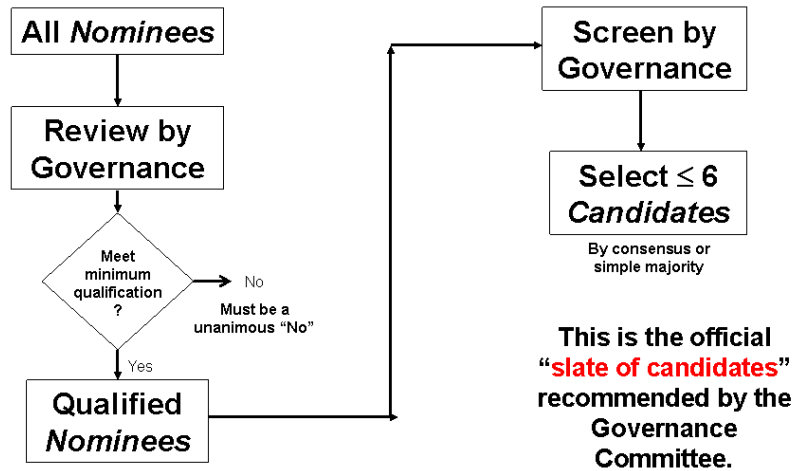 All Nominees
Review by
Governance
Meet
minimum
qualification
?
No
Must be a
unanimous “No”
Yes
Qualified
Nominees
Screen by
Governance
Select ≤ 6
Candidates
By consensus or
simple majority
This is the official
“slate of candidates”
recommended by the
Governance
Committee.